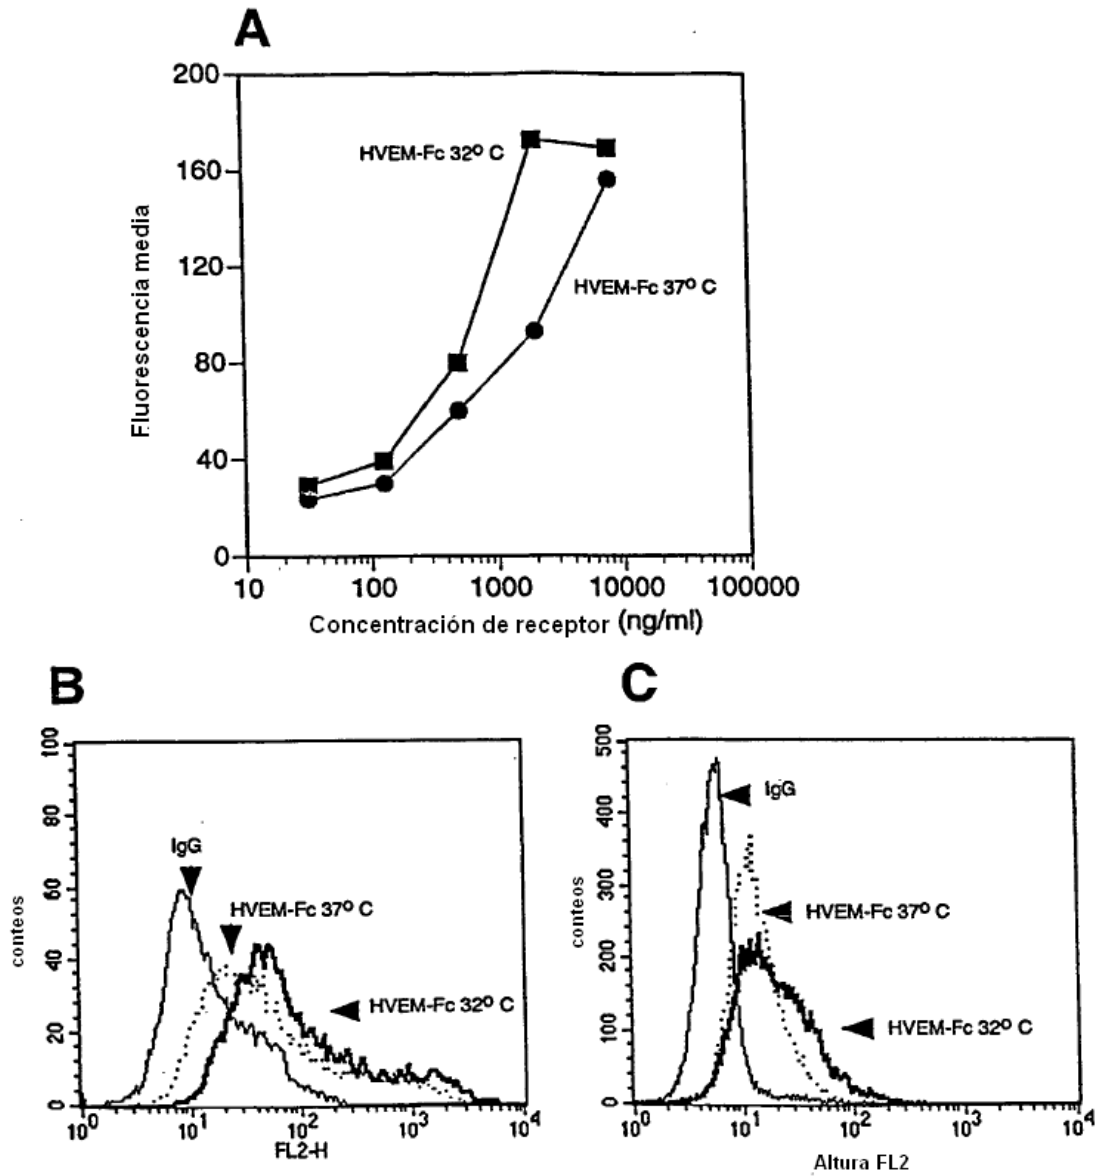 A
200
160
120
80
40
0
Fluorescencia media
HVEM-Fc 32º C
HVEM-Fc 37º C
10 100 1000 10000 100000
Concentración de receptor (ng/ml)
B
100
80
60
40
20
0
conteos
IgG
HVEM-Fc 37º C
HVEM-Fc 32º C
10⁰ 10¹ 10² 10³ 10⁴
FL2-H
C
500
400
300
200
100
0
conteos
IgG
HVEM-Fc 37º C
HVEM-Fc 32º C
10⁰ 10¹ 10² 10³ 10⁴
Altura FL2